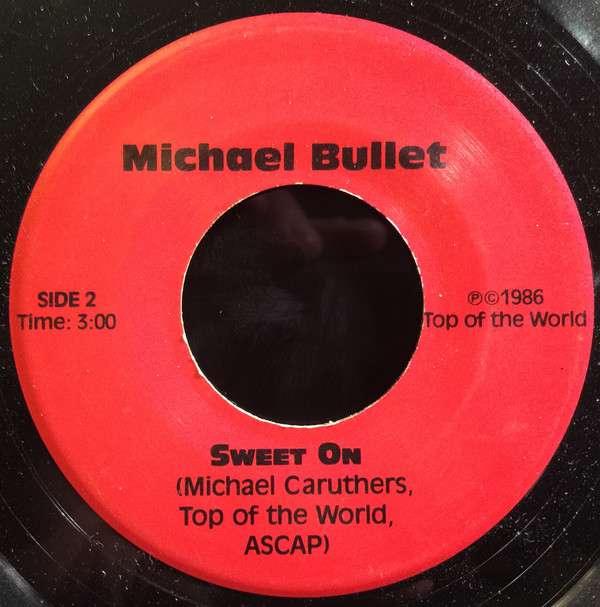 Michael Bullet
SIDE 2
Time: 3:00
℗©1986
Top of the World
SWEET ON
(Michael Caruthers,
Top of the World,
ASCAP)